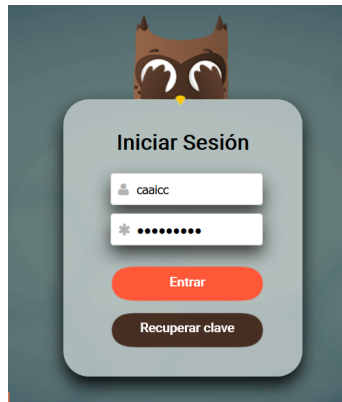 Iniciar Sesión
caaicc
•••••••••
Entrar
Recuperar clave